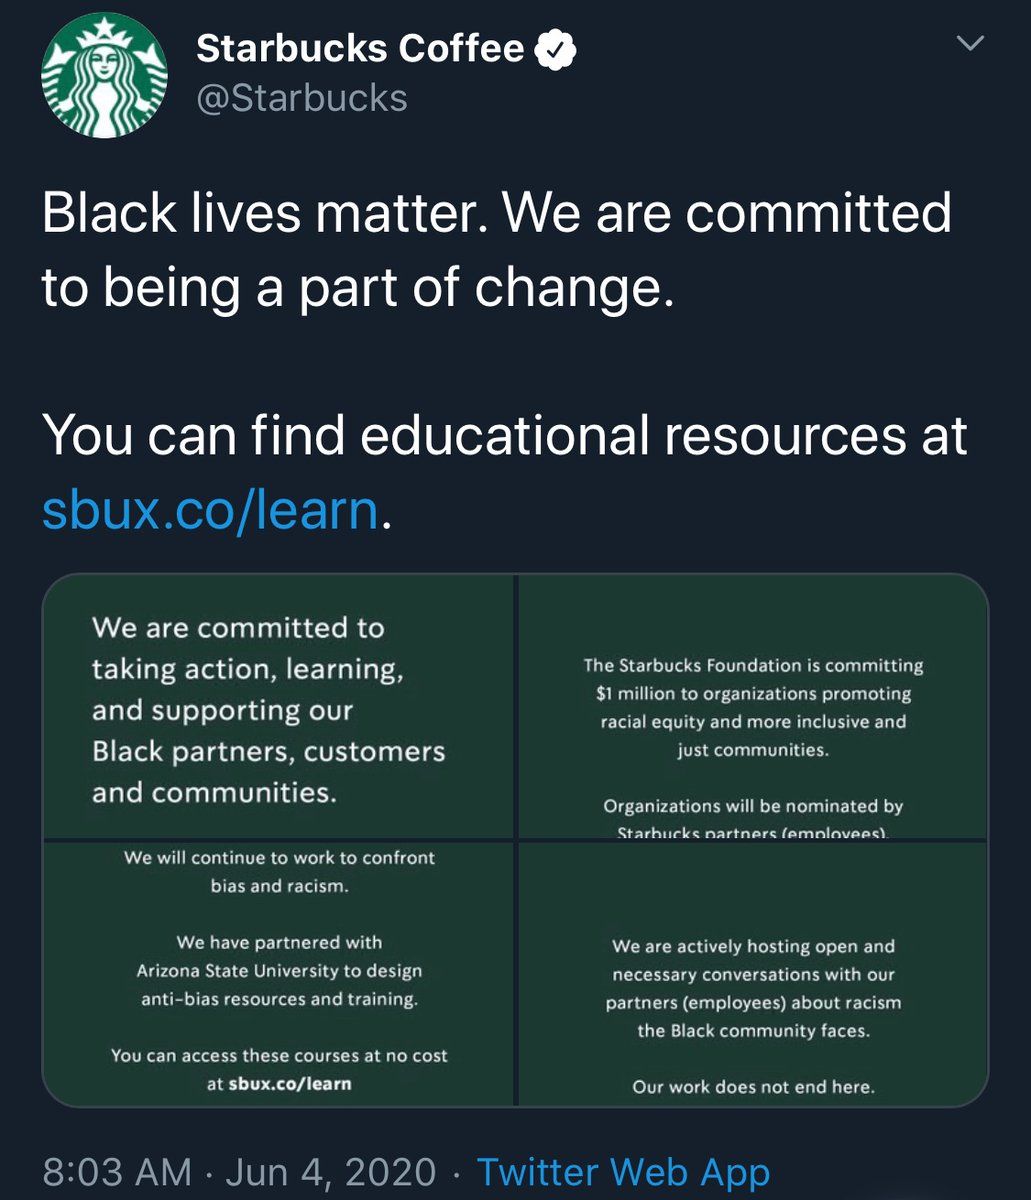 Starbucks Coffee
@Starbucks
Black lives matter. We are committed
to being a part of change.
You can find educational resources at
sbux.co/learn.
We are committed to
taking action, learning,
and supporting our
Black partners, customers
and communities.
The Starbucks Foundation is committing
$1 million to organizations promoting
racial equity and more inclusive and
just communities.
Organizations will be nominated by
Starbucks partners (employees).
We will continue to work to confront
bias and racism.
We have partnered with
Arizona State University to design
anti-bias resources and training.
You can access these courses at no cost
at sbux.co/learn
We are actively hosting open and
necessary conversations with our
partners (employees) about racism
the Black community faces.
Our work does not end here.
8:03 AM · Jun 4, 2020 · Twitter Web App